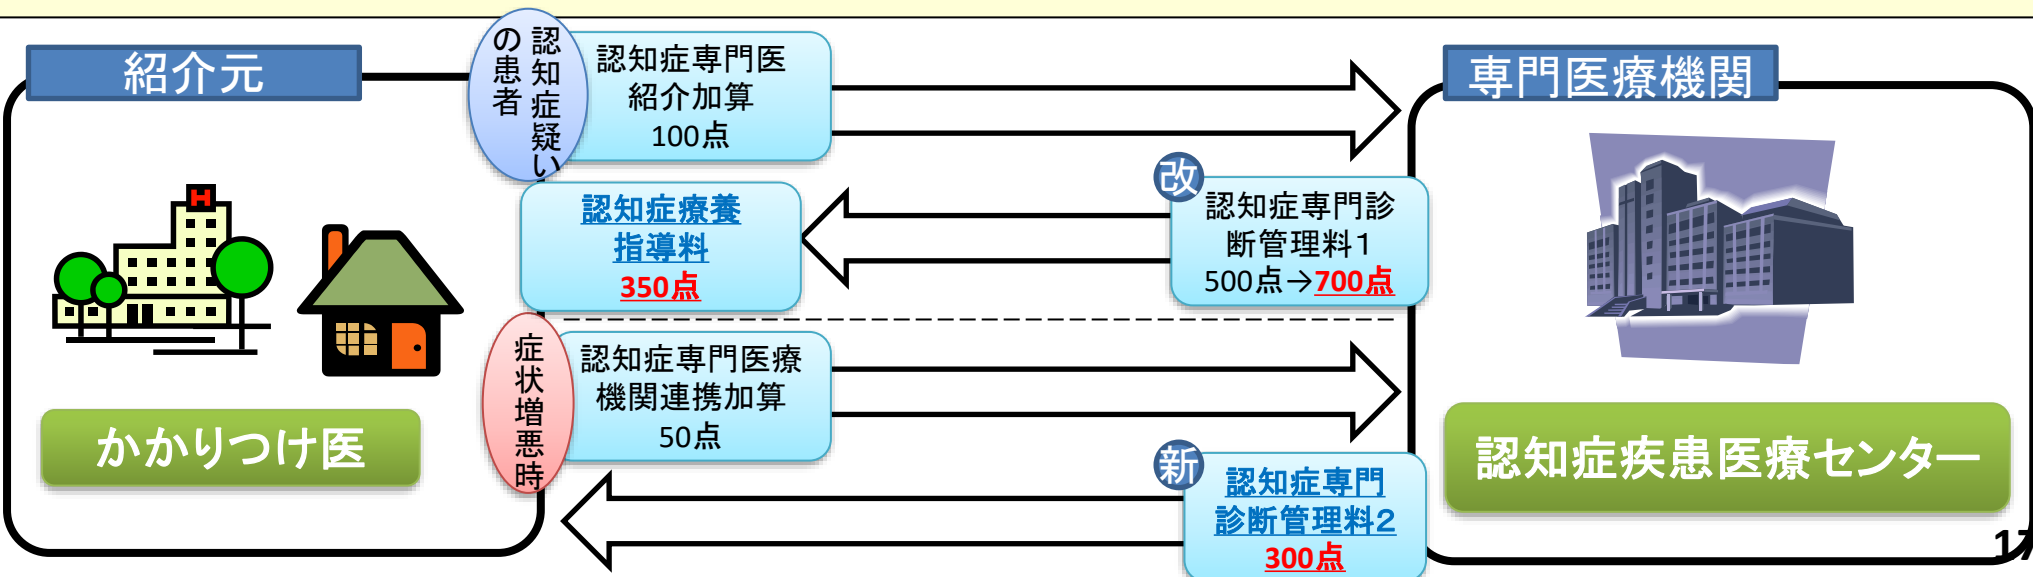 紹介元
認知症疑い
の患者
認知症専門医
紹介加算
100点
専門医療機関
H
認知症療養
指導料
350点
改
認知症専門診
断管理料1
500点→700点
症状増悪時
認知症専門医療
機関連携加算
50点
かかりつけ医
新
認知症専門
診断管理料2
300点
認知症疾患医療センター
17